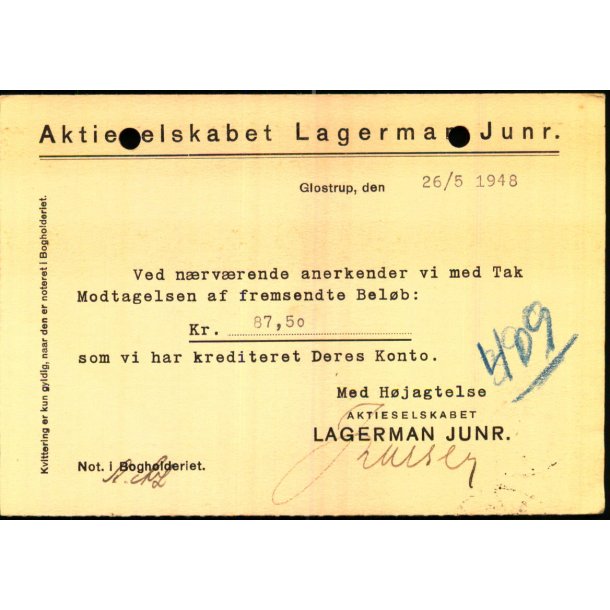 Aktieselskabet Lagerman Junr.
Glostrup, den 26/5 1948
Kvittering er kun gyldig, naar den er noteret i Bogholderiet.
Ved nærværende anerkender vi med Tak
Modtagelsen af fremsendte Beløb:
Kr. 87,50
som vi har krediteret Deres Konto.
Med Højagtelse
AKTIESELSKABET
LAGERMAN JUNR.
Not. i Bogholderiet.